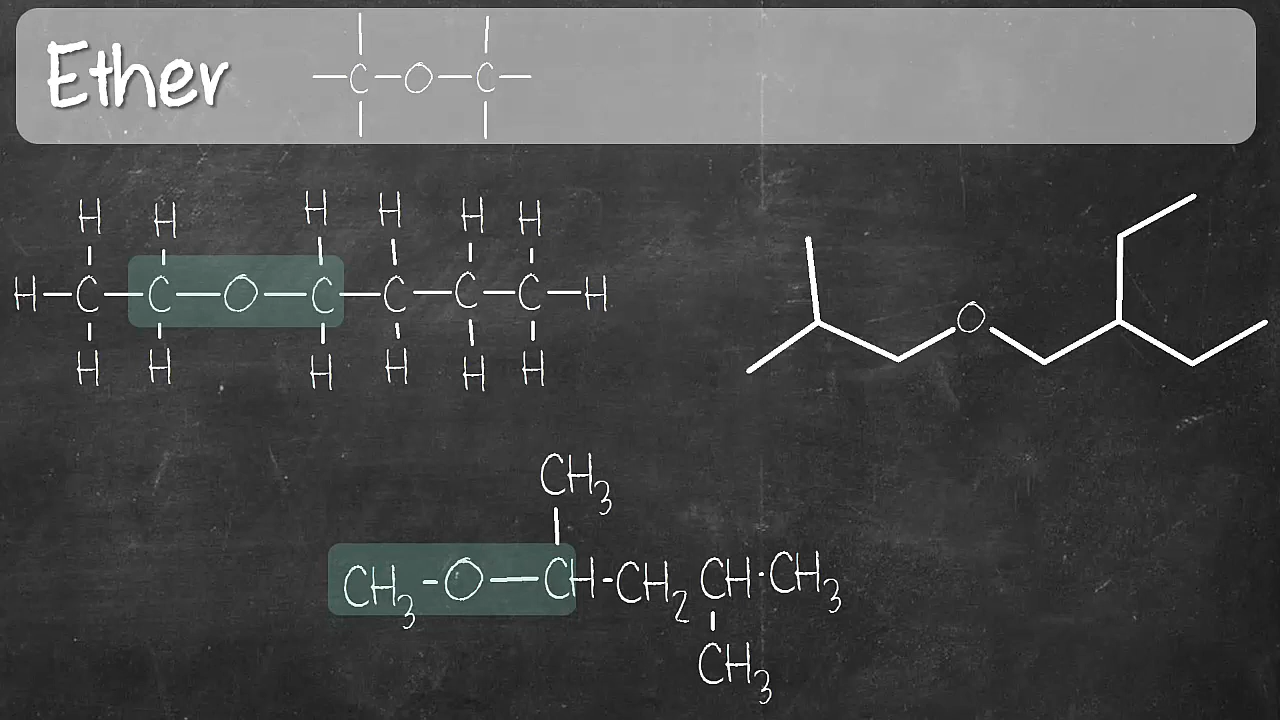 Ether
C O C
H H H H H H
H C C O C C C C H
H H H H H H
O
CH3
CH3-O—CH-CH2 CH·CH3
CH3